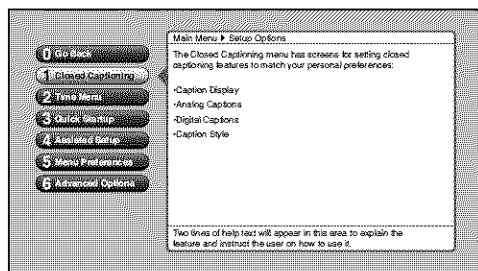 Main Menu ▶ Setup Options
0 Go Back
1 Closed Captioning
2 Time Menu
3 Quick Startup
4 Assisted Setup
5 Menu Preferences
6 Advanced Options
The Closed Captioning menu has screens for setting closed
captioning features to match your personal preferences:
•Caption Display
•Analog Captions
•Digital Captions
•Caption Style
Two lines of help text will appear in this area to explain the
feature and instruct the user on how to use it.